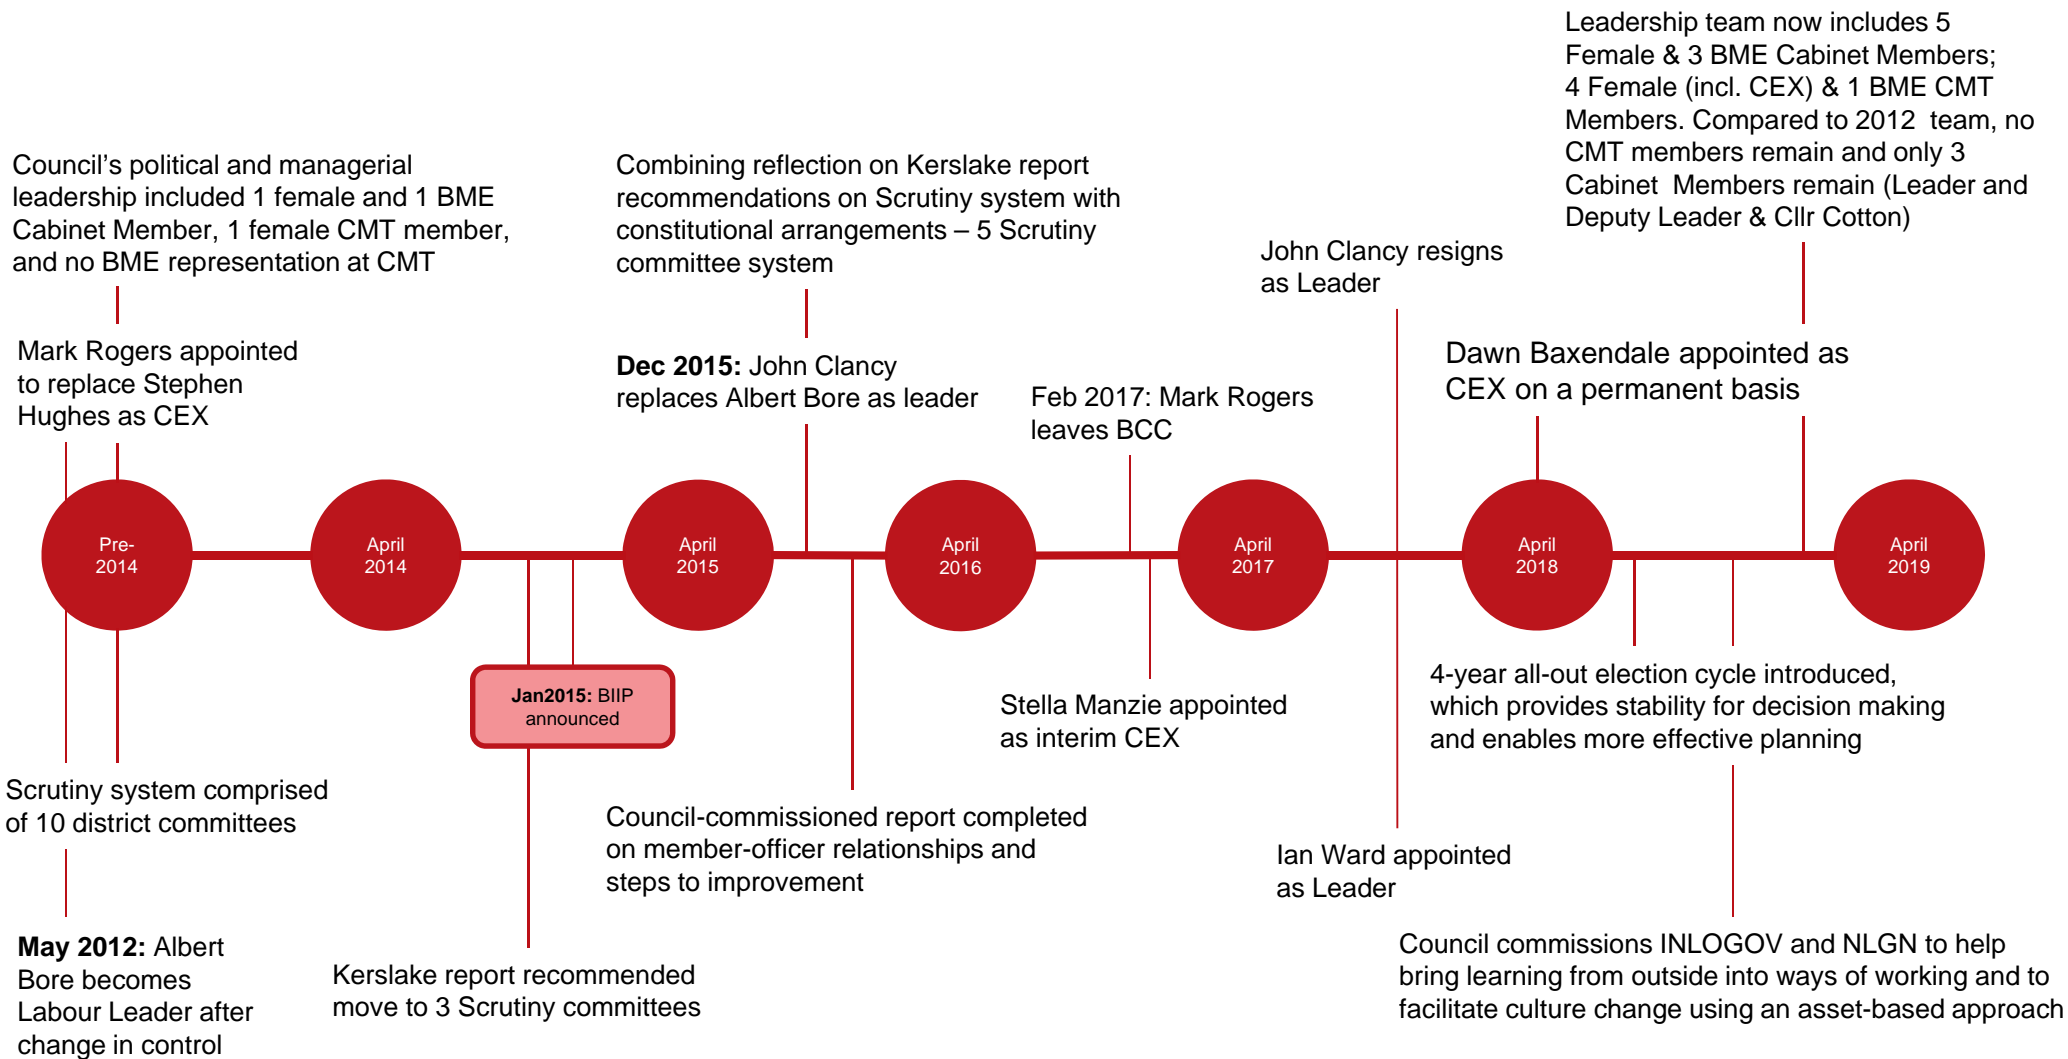 Leadership team now includes 5
Female & 3 BME Cabinet Members;
4 Female (incl. CEX) & 1 BME CMT
Members. Compared to 2012 team, no
CMT members remain and only 3
Cabinet Members remain (Leader and
Deputy Leader & Cllr Cotton)
Council's political and managerial
leadership included 1 female and 1 BME
Cabinet Member, 1 female CMT member,
and no BME representation at CMT
Combining reflection on Kerslake report
recommendations on Scrutiny system with
constitutional arrangements – 5 Scrutiny
committee system
John Clancy resigns
as Leader
Mark Rogers appointed
to replace Stephen
Hughes as CEX
Dec 2015: John Clancy
replaces Albert Bore as leader
Feb 2017: Mark Rogers
leaves BCC
Dawn Baxendale appointed as
CEX on a permanent basis
Pre-
2014
April
2014
April
2015
April
2016
April
2017
April
2018
April
2019
Jan2015: BIIP
announced
Stella Manzie appointed
as interim CEX
4-year all-out election cycle introduced,
which provides stability for decision making
and enables more effective planning
Scrutiny system comprised
of 10 district committees
Council-commissioned report completed
on member-officer relationships and
steps to improvement
Ian Ward appointed
as Leader
May 2012: Albert
Bore becomes
Labour Leader after
change in control
Kerslake report recommended
move to 3 Scrutiny committees
Council commissions INLOGOV and NLGN to help
bring learning from outside into ways of working and to
facilitate culture change using an asset-based approach